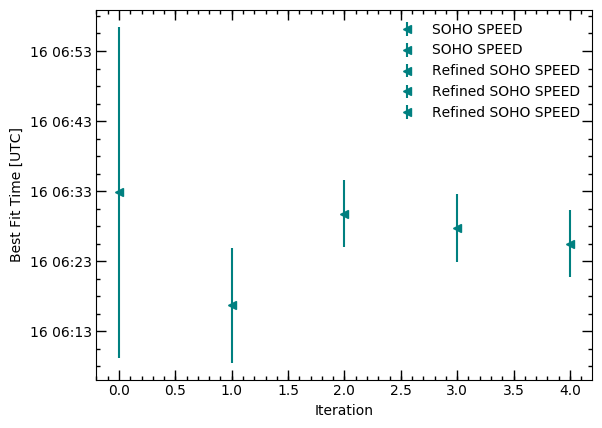 SOHO SPEED
SOHO SPEED
Refined SOHO SPEED
Refined SOHO SPEED
Refined SOHO SPEED
Best Fit Time [UTC]
16 06:53
16 06:43
16 06:33
16 06:23
16 06:13
0.0 0.5 1.0 1.5 2.0 2.5 3.0 3.5 4.0
Iteration